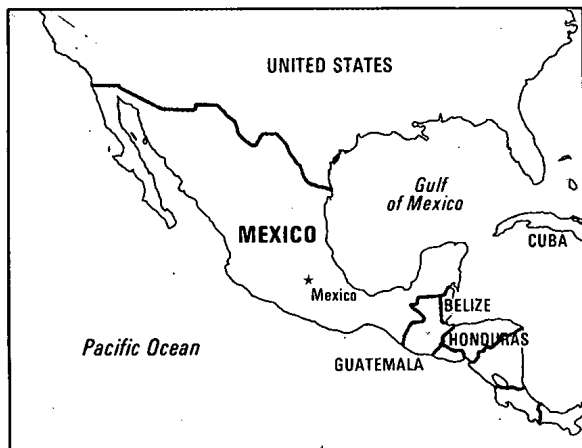 UNITED STATES
Gulf
of Mexico
MEXICO
CUBA
Mexico
BELIZE
HONDURAS
Pacific Ocean
GUATEMALA